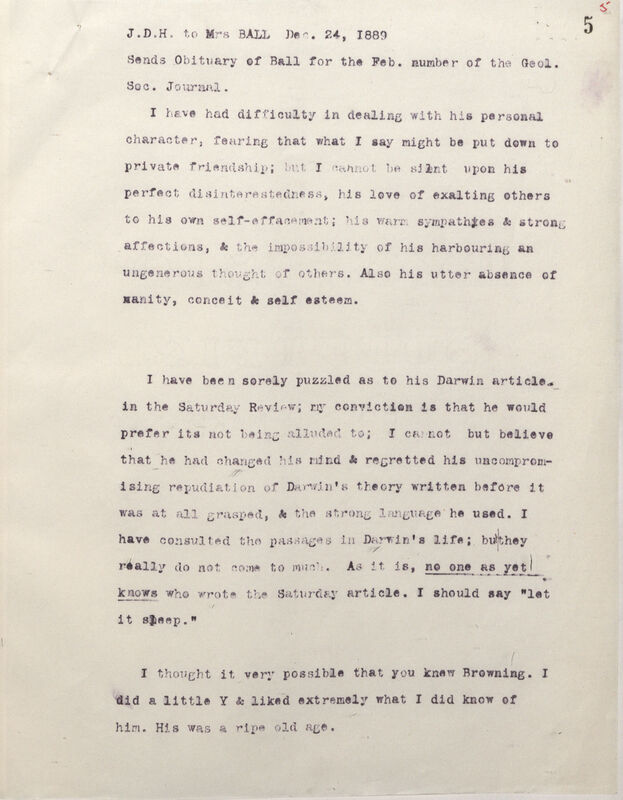 5
5
J.D.H. to Mrs BALL Dec. 24, 1889
Sends Obituary of Ball for the Feb. number of the Geol.
Soc. Journal.
I have had difficulty in dealing with his personal
character, fearing that what I say might be put down to
private friendship; but I cannot be silnt upon his
perfect disinterestedness, his love of exalting others
to his own self-effacement; his warm sympathies & strong
affections, & the impossibility of his harbouring an
ungenerous thought of others. Also his utter absence of
vanity, conceit & self esteem.
I have been sorely puzzled as to his Darwin article
in the Saturday Review; my conviction is that he would
prefer its not being alluded to; I cannot but believe
that he had changed his mind & regretted his uncomprom-
ising repudiation of Darwin's theory written before it
was at all grasped, & the strong language he used. I
have consulted the passages in Darwin's life; but they
really do not come to much. As it is, no one as yet
knows who wrote the Saturday article. I should say "let
it sleep."
I thought it very possible that you knew Browning. I
did a little Y & liked extremely what I did know of
him. His was a ripe old age.